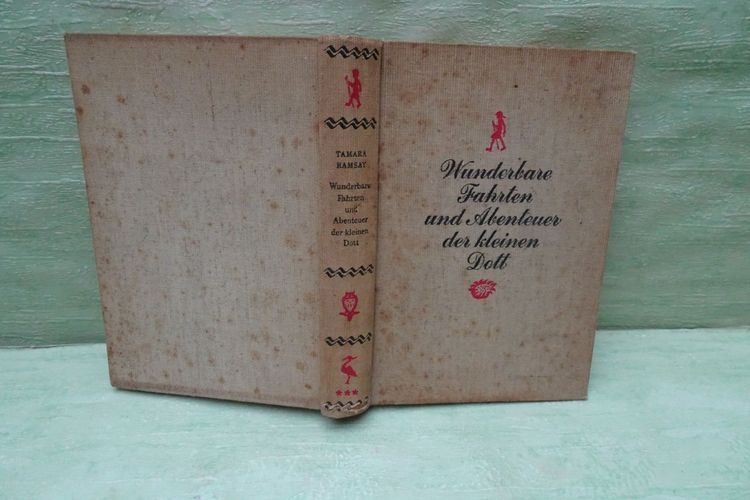 TAMARA
RAMSAY
Wunderbare
Fahrten
und
Abenteuer
der kleinen
Dott
***
Wunderbare
Fahrten
und Abenteuer
der kleinen
Dott